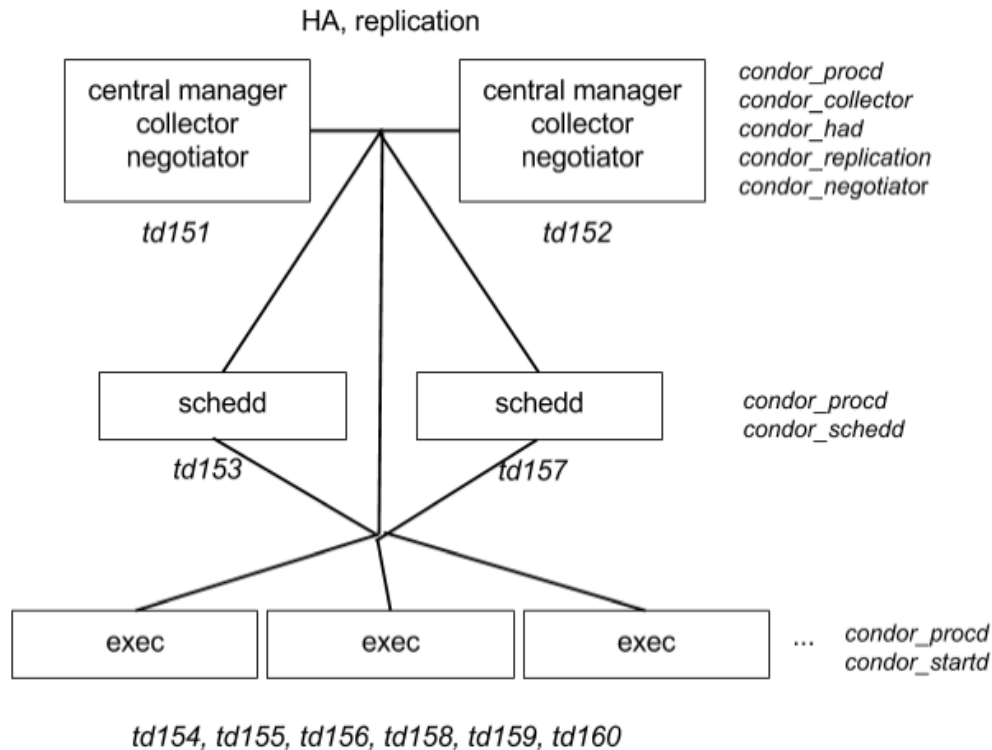 HA, replication
central manager
collector
negotiator
central manager
collector
negotiator
condor_procd
condor_collector
condor_had
condor_replication
condor_negotiator
td151
td152
schedd
schedd
condor_procd
condor_schedd
td153
td157
exec
exec
exec
...
condor_procd
condor_startd
td154, td155, td156, td158, td159, td160